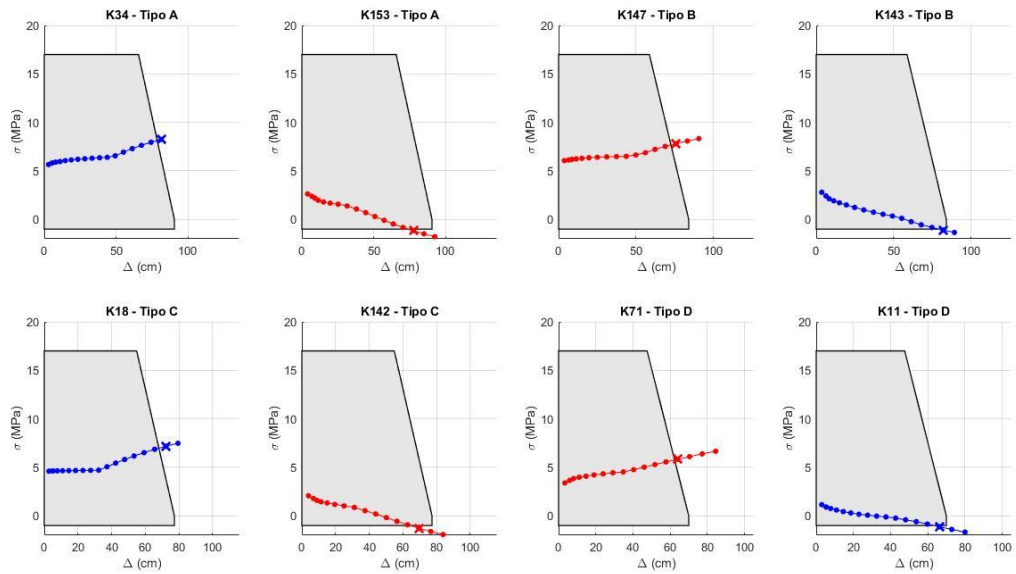 K34 - Tipo A
20
15
10
5
0
σ (MPa)
0 50 100
Δ (cm)
K153 - Tipo A
20
15
10
5
0
σ (MPa)
0 50 100
Δ (cm)
K147 - Tipo B
20
15
10
5
0
σ (MPa)
0 50 100
Δ (cm)
K143 - Tipo B
20
15
10
5
0
σ (MPa)
0 50 100
Δ (cm)
K18 - Tipo C
20
15
10
5
0
σ (MPa)
0 20 40 60 80 100
Δ (cm)
K142 - Tipo C
20
15
10
5
0
σ (MPa)
0 20 40 60 80 100
Δ (cm)
K71 - Tipo D
20
15
10
5
0
σ (MPa)
0 20 40 60 80 100
Δ (cm)
K11 - Tipo D
20
15
10
5
0
σ (MPa)
0 20 40 60 80 100
Δ (cm)